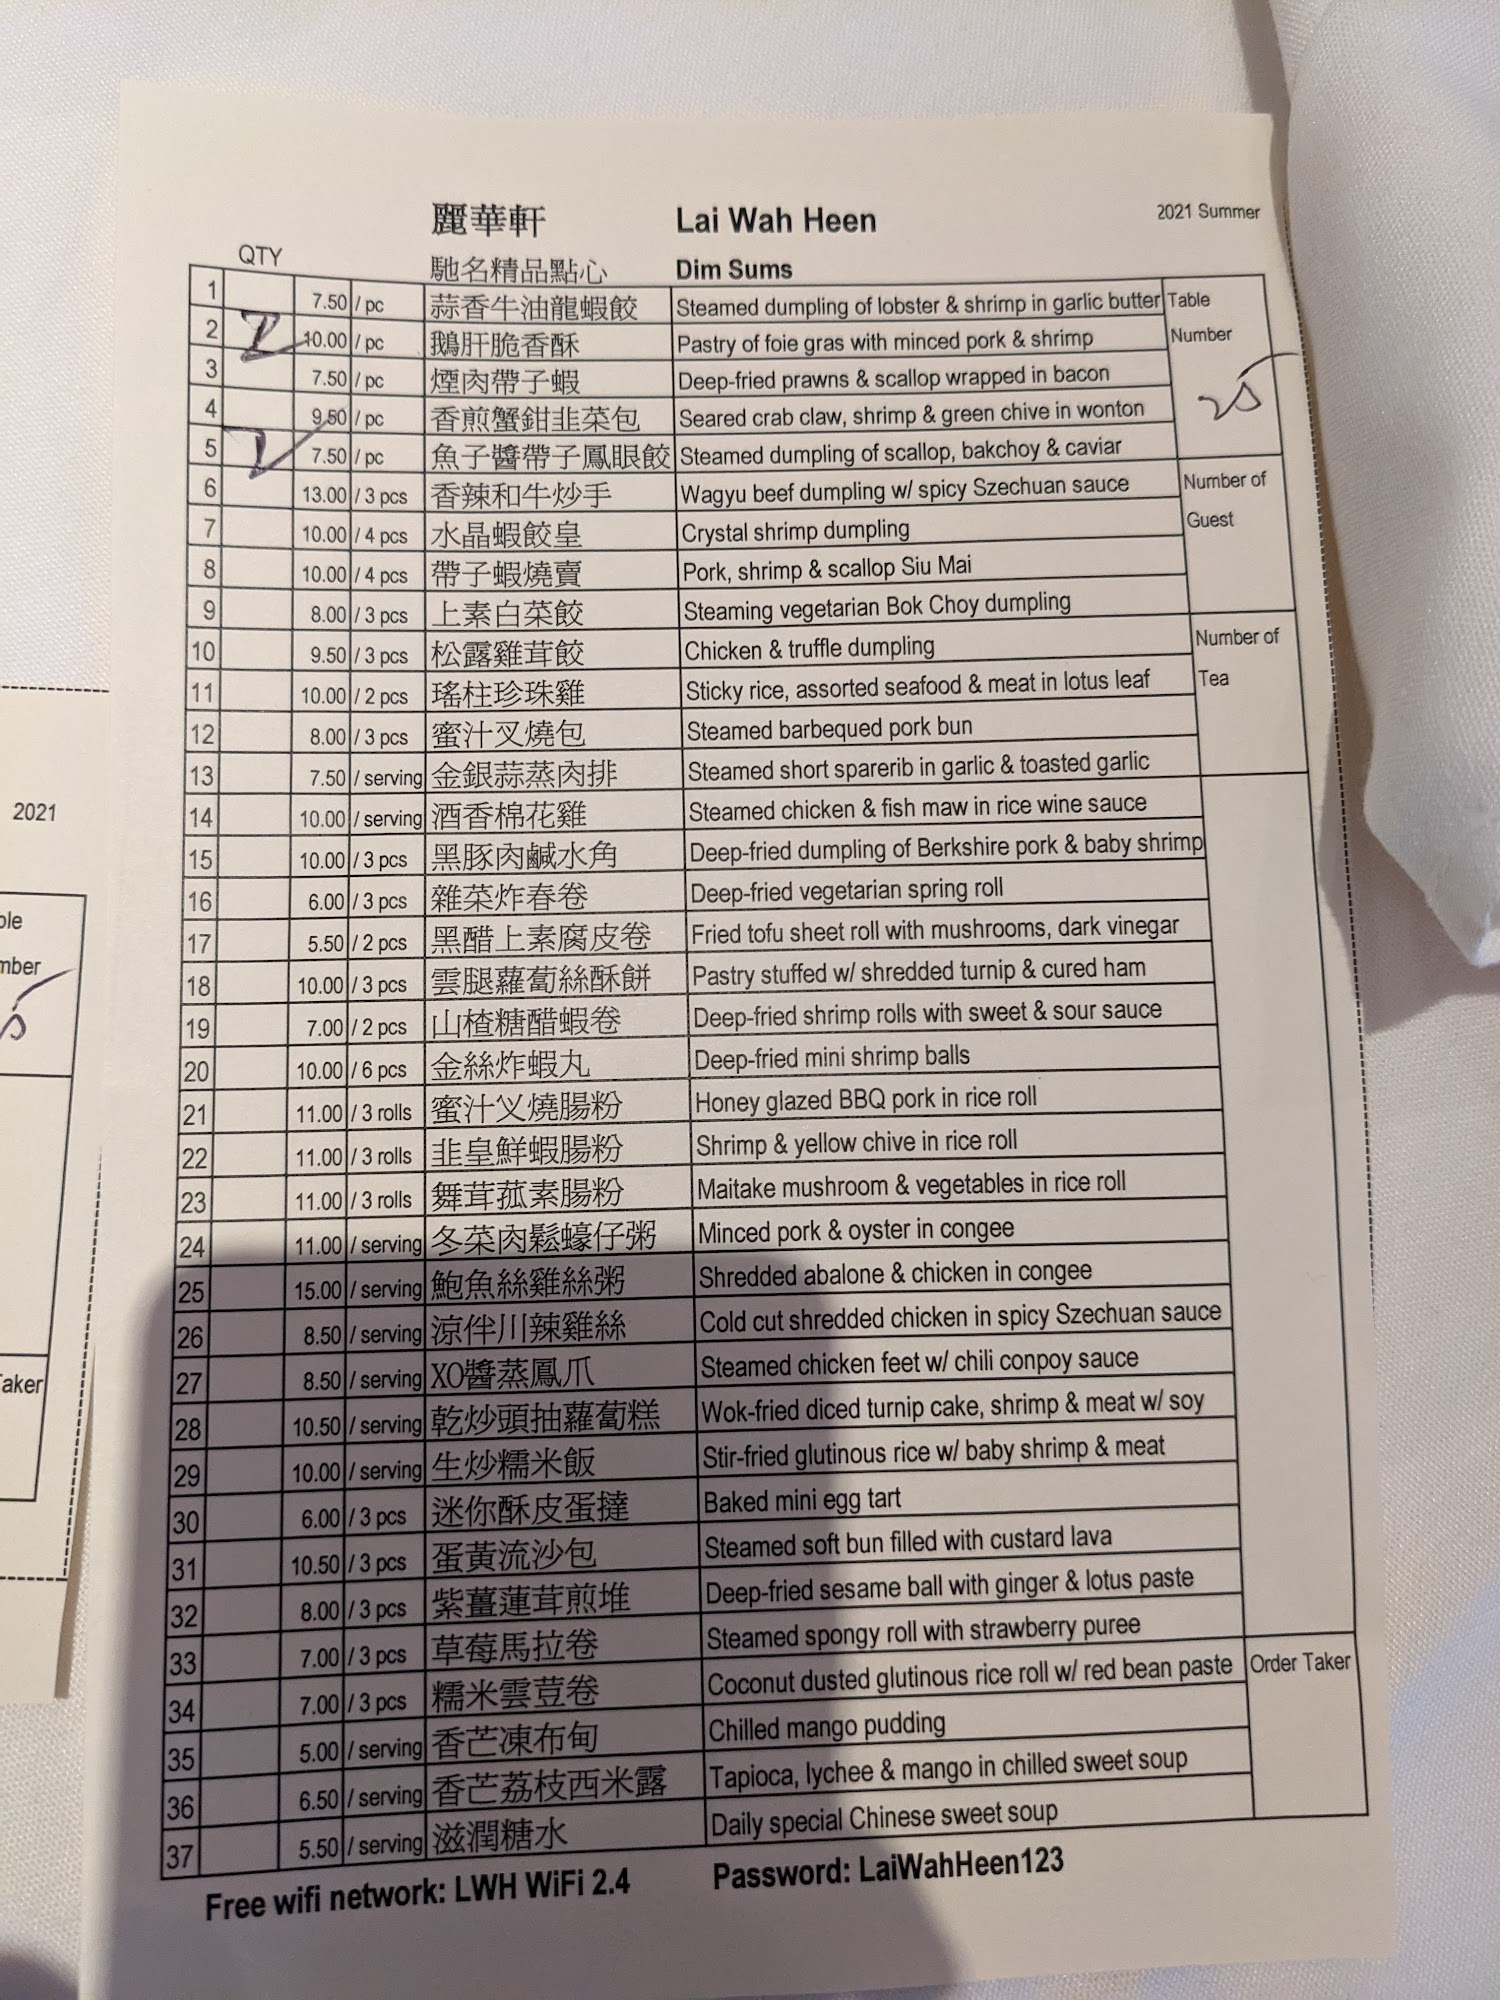 麗華軒 Lai Wah Heen 2021 Summer
QTY 馳名精品點心 Dim Sums
1 7.50 / pc 蒜香牛油龍蝦餃 Steamed dumpling of lobster & shrimp in garlic butter Table
2 2 10.00 / pc 鵝肝脆香酥 Pastry of foie gras with minced pork & shrimp Number
3 7.50 / pc 煙肉帶子蝦 Deep-fried prawns & scallop wrapped in bacon
4 9.50 / pc 香煎蟹鉗韭菜包 Seared crab claw, shrimp & green chive in wonton 25
5 2 7.50 / pc 魚子醬帶子鳳眼餃 Steamed dumpling of scallop, bakchoy & caviar
6 13.00 / 3 pcs 香辣和牛炒手 Wagyu beef dumpling w/ spicy Szechuan sauce Number of
7 10.00 / 4 pcs 水晶蝦餃皇 Crystal shrimp dumpling Guest
8 10.00 / 4 pcs 帶子蝦燒賣 Pork, shrimp & scallop Siu Mai
9 8.00 / 3 pcs 上素白菜餃 Steaming vegetarian Bok Choy dumpling
10 9.50 / 3 pcs 松露雞茸餃 Chicken & truffle dumpling Number of
11 10.00 / 2 pcs 瑤柱珍珠雞 Sticky rice, assorted seafood & meat in lotus leaf Tea
12 8.00 / 3 pcs 蜜汁叉燒包 Steamed barbequed pork bun
13 7.50 / serving 金銀蒜蒸肉排 Steamed short sparerib in garlic & toasted garlic
14 10.00 / serving 酒香棉花雞 Steamed chicken & fish maw in rice wine sauce
15 10.00 / 3 pcs 黑豚肉鹹水角 Deep-fried dumpling of Berkshire pork & baby shrimp
16 6.00 / 3 pcs 雜菜炸春卷 Deep-fried vegetarian spring roll
17 5.50 / 2 pcs 黑醋上素腐皮卷 Fried tofu sheet roll with mushrooms, dark vinegar
18 10.00 / 3 pcs 雲腿蘿蔔絲酥餅 Pastry stuffed w/ shredded turnip & cured ham
19 7.00 / 2 pcs 山楂糖醋蝦卷 Deep-fried shrimp rolls with sweet & sour sauce
20 10.00 / 6 pcs 金絲炸蝦丸 Deep-fried mini shrimp balls
21 11.00 / 3 rolls 蜜汁叉燒腸粉 Honey glazed BBQ pork in rice roll
22 11.00 / 3 rolls 韭皇鮮蝦腸粉 Shrimp & yellow chive in rice roll
23 11.00 / 3 rolls 舞茸菰素腸粉 Maitake mushroom & vegetables in rice roll
24 11.00 / serving 冬菜肉鬆蠔仔粥 Minced pork & oyster in congee
25 15.00 / serving 鮑魚絲雞絲粥 Shredded abalone & chicken in congee
26 8.50 / serving 涼伴川辣雞絲 Cold cut shredded chicken in spicy Szechuan sauce
27 8.50 / serving XO醬蒸鳳爪 Steamed chicken feet w/ chili conpoy sauce
28 10.50 / serving 乾炒頭抽蘿蔔糕 Wok-fried diced turnip cake, shrimp & meat w/ soy
29 10.00 / serving 生炒糯米飯 Stir-fried glutinous rice w/ baby shrimp & meat
30 6.00 / 3 pcs 迷你酥皮蛋撻 Baked mini egg tart
31 10.50 / 3 pcs 蛋黃流沙包 Steamed soft bun filled with custard lava
32 8.00 / 3 pcs 紫薑蓮茸煎堆 Deep-fried sesame ball with ginger & lotus paste
33 7.00 / 3 pcs 草莓馬拉卷 Steamed spongy roll with strawberry puree
34 7.00 / 3 pcs 糯米雲荳卷 Coconut dusted glutinous rice roll w/ red bean paste Order Taker
35 5.00 / serving 香芒凍布甸 Chilled mango pudding
36 6.50 / serving 香芒荔枝西米露 Tapioca, lychee & mango in chilled sweet soup
37 5.50 / serving 滋潤糖水 Daily special Chinese sweet soup
Free wifi network: LWH WiFi 2.4 Password: LaiWahHeen123
2021